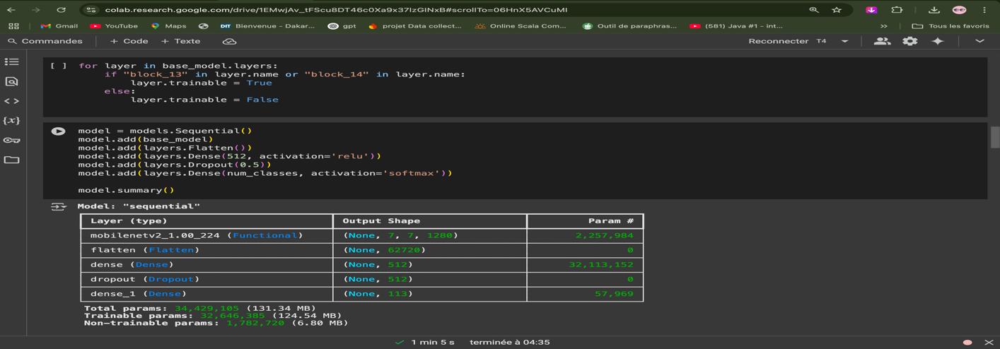 colab.research.google.com/drive/1EMwjAv_tFScu8DT46c0Xa9x37IzGINxB#scrollTo=06HnX5AVCuMI
Gmail YouTube Maps DIT Bienvenue - Dakar... gpt projet Data collect... Online Scala Com... Outil de paraphras... (581) Java #1 - int... >> Tous les favoris
Commandes + Code + Texte Reconnecter T4
[ ] for layer in base_model.layers:
if "block_13" in layer.name or "block_14" in layer.name:
layer.trainable = True
else:
layer.trainable = False
model = models.Sequential()
model.add(base_model)
model.add(layers.Flatten())
model.add(layers.Dense(512, activation='relu'))
model.add(layers.Dropout(0.5))
model.add(layers.Dense(num_classes, activation='softmax'))
model.summary()
Model: "sequential"
Layer (type) Output Shape Param #
mobilenetv2_1.00_224 (Functional) (None, 7, 7, 1280) 2,257,984
flatten (Flatten) (None, 62720) 0
dense (Dense) (None, 512) 32,113,152
dropout (Dropout) (None, 512) 0
dense_1 (Dense) (None, 113) 57,969
Total params: 34,429,105 (131.34 MB)
Trainable params: 32,646,385 (124.54 MB)
Non-trainable params: 1,782,720 (6.80 MB)
1 min 5 s terminée à 04:35